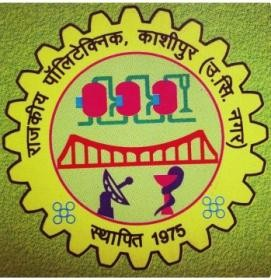 राजकीय पॉलिटेक्निक, काशीपुर (उ.सि. नगर)
स्थापित 1975